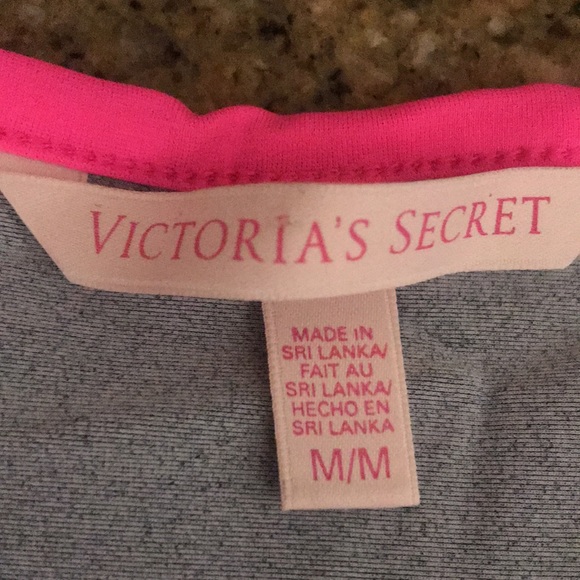 VICTORIA'S SECRET
MADE IN
SRI LANKA/
FAIT AU
SRI LANKA/
HECHO EN
SRI LANKA
M/M